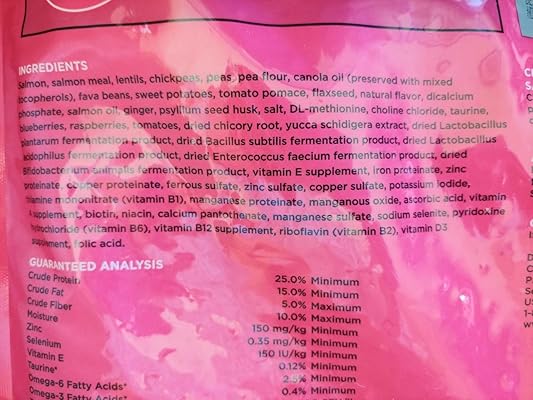 INGREDIENTS
Salmon, salmon meal, lentils, chickpeas, peas, pea flour, canola oil (preserved with mixed
tocopherols), fava beans, sweet potatoes, tomato pomace, flaxseed, natural flavor, dicalcium
phosphate, salmon oil, ginger, psyllium seed husk, salt, DL-methionine, choline chloride, taurine,
blueberries, raspberries, tomatoes, dried chicory root, yucca schidigera extract, dried Lactobacillus
plantarum fermentation product, dried Bacillus subtilis fermentation product, dried Lactobacillus
acidophilus fermentation product, dried Enterococcus faecium fermentation product, dried
Bifidobacterium animalis fermentation product, vitamin E supplement, iron proteinate, zinc
proteinate, copper proteinate, ferrous sulfate, zinc sulfate, copper sulfate, potassium iodide,
thiamine mononitrate (vitamin B1), manganese proteinate, manganous oxide, ascorbic acid, vitamin
A supplement, biotin, niacin, calcium pantothenate, manganese sulfate, sodium selenite, pyridoxine
hydrochloride (vitamin B6), vitamin B12 supplement, riboflavin (vitamin B2), vitamin D3
supplement, folic acid.
GUARANTEED ANALYSIS
Crude Protein 25.0% Minimum
Crude Fat 15.0% Minimum
Crude Fiber 5.0% Maximum
Moisture 10.0% Maximum
Zinc 150 mg/kg Minimum
Selenium 0.35 mg/kg Minimum
Vitamin E 150 IU/kg Minimum
Taurine* 0.12% Minimum
Omega-6 Fatty Acids* 2.5% Minimum
Omega-3 Fatty Acids* 0.4% Minimum